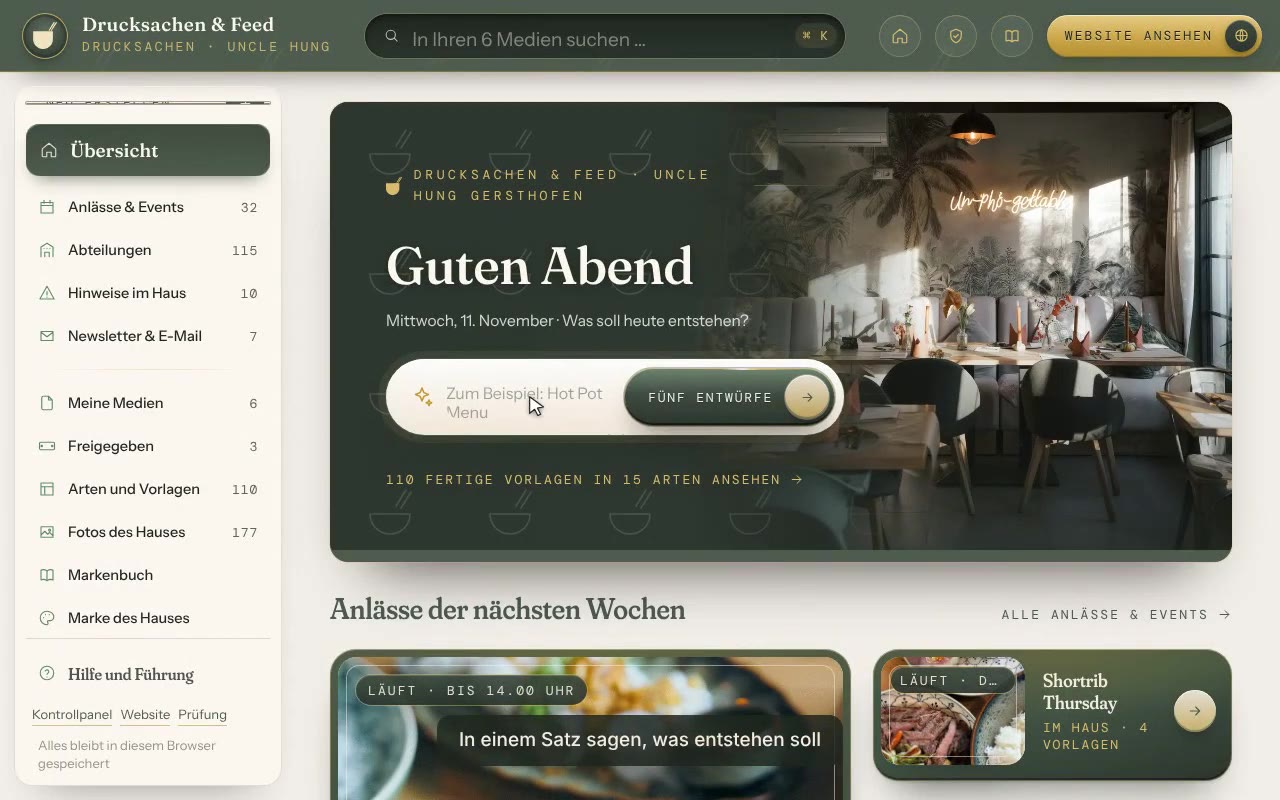 Drucksachen & Feed
DRUCKSACHEN · UNCLE HUNG
In Ihren 6 Medien suchen …
⌘ K
WEBSITE ANSEHEN
Übersicht
Anlässe & Events 32
Abteilungen 115
Hinweise im Haus 10
Newsletter & E-Mail 7
Meine Medien 6
Freigegeben 3
Arten und Vorlagen 110
Fotos des Hauses 177
Markenbuch
Marke des Hauses
Hilfe und Führung
Kontrollpanel Website Prüfung
Alles bleibt in diesem Browser
gespeichert
DRUCKSACHEN & FEED · UNCLE
HUNG GERSTHOFEN
Un-phở-gettable
Guten Abend
Mittwoch, 11. November · Was soll heute entstehen?
Zum Beispiel: Hot Pot
Menu
FÜNF ENTWÜRFE →
110 FERTIGE VORLAGEN IN 15 ARTEN ANSEHEN →
Anlässe der nächsten Wochen
ALLE ANLÄSSE & EVENTS →
LÄUFT · BIS 14.00 UHR
In einem Satz sagen, was entstehen soll
LÄUFT · D…
Shortrib
Thursday
IM HAUS · 4
VORLAGEN